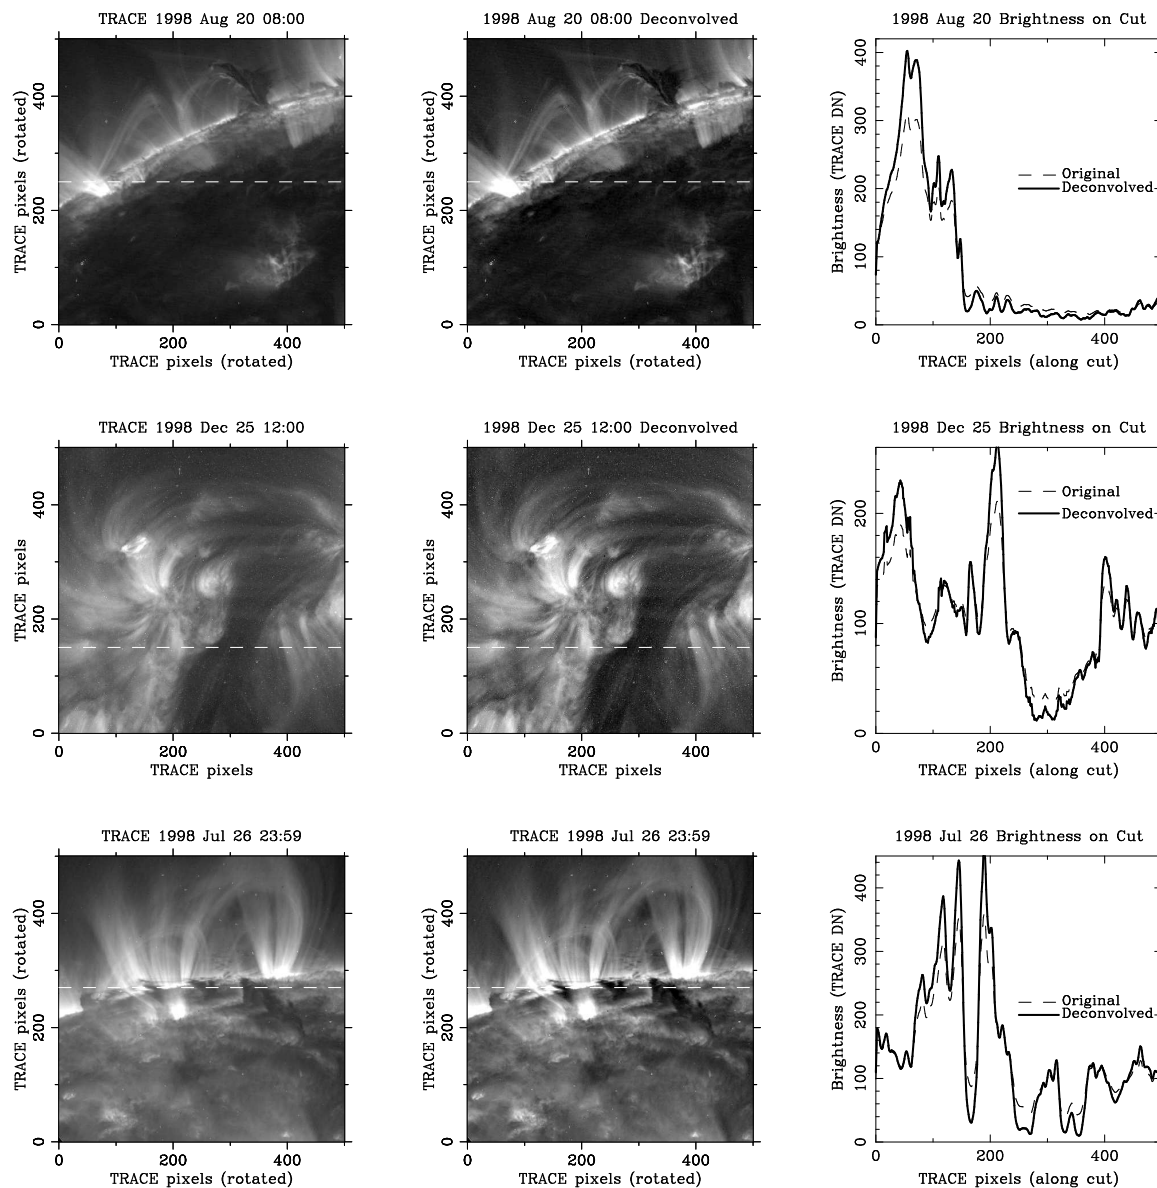 TRACE 1998 Aug 20 08:00
1998 Aug 20 08:00 Deconvolved
1998 Aug 20 Brightness on Cut
TRACE pixels (rotated)
0 200 400
0 200 400
TRACE pixels (rotated)
TRACE pixels (rotated)
0 200 400
0 200 400
TRACE pixels (rotated)
Brightness (TRACE DN)
0 100 200 300 400
Original
Deconvolved
0 200 400
TRACE pixels (along cut)
TRACE 1998 Dec 25 12:00
1998 Dec 25 12:00 Deconvolved
1998 Dec 25 Brightness on Cut
TRACE pixels
0 200 400
0 200 400
TRACE pixels
TRACE pixels
0 200 400
0 200 400
TRACE pixels
Brightness (TRACE DN)
0 100 200
Original
Deconvolved
0 200 400
TRACE pixels (along cut)
TRACE 1998 Jul 26 23:59
TRACE 1998 Jul 26 23:59
1998 Jul 26 Brightness on Cut
TRACE pixels (rotated)
0 200 400
0 200 400
TRACE pixels (rotated)
TRACE pixels (rotated)
0 200 400
0 200 400
TRACE pixels (rotated)
Brightness (TRACE DN)
0 100 200 300 400
Original
Deconvolved
0 200 400
TRACE pixels (along cut)